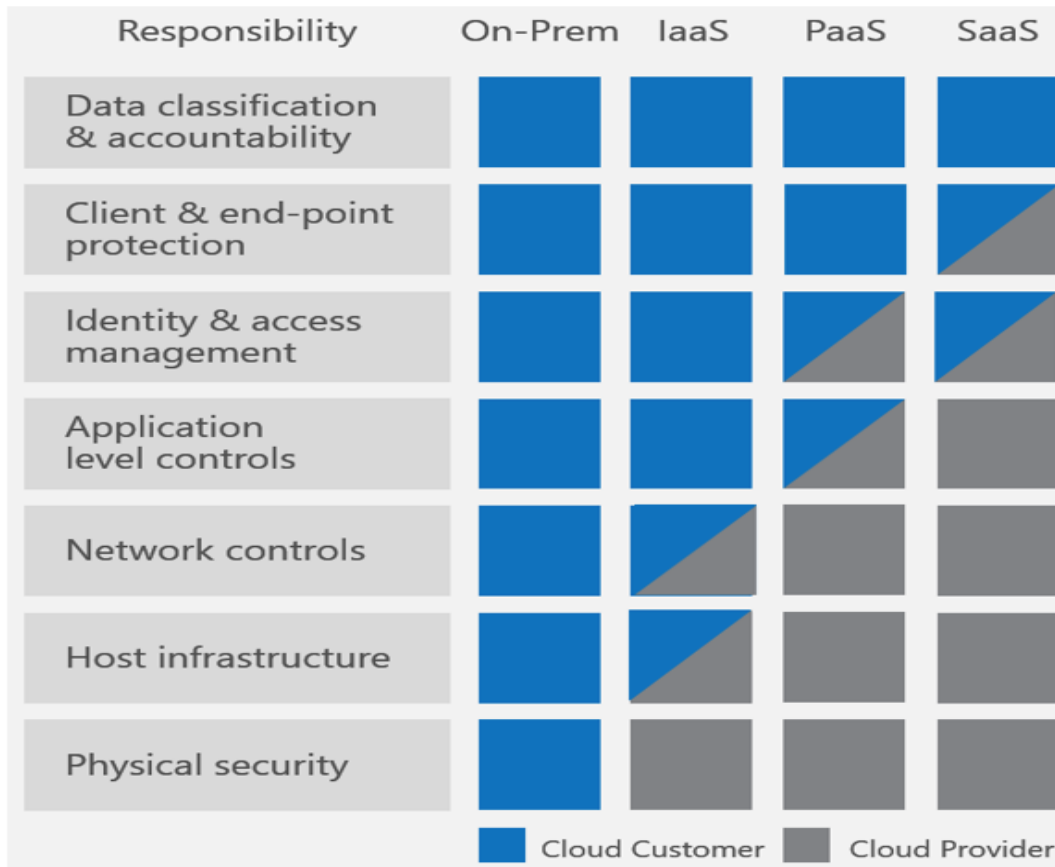 Responsibility On-Prem IaaS PaaS SaaS
Data classification
& accountability
Client & end-point
protection
Identity & access
management
Application
level controls
Network controls
Host infrastructure
Physical security
Cloud Customer Cloud Provider